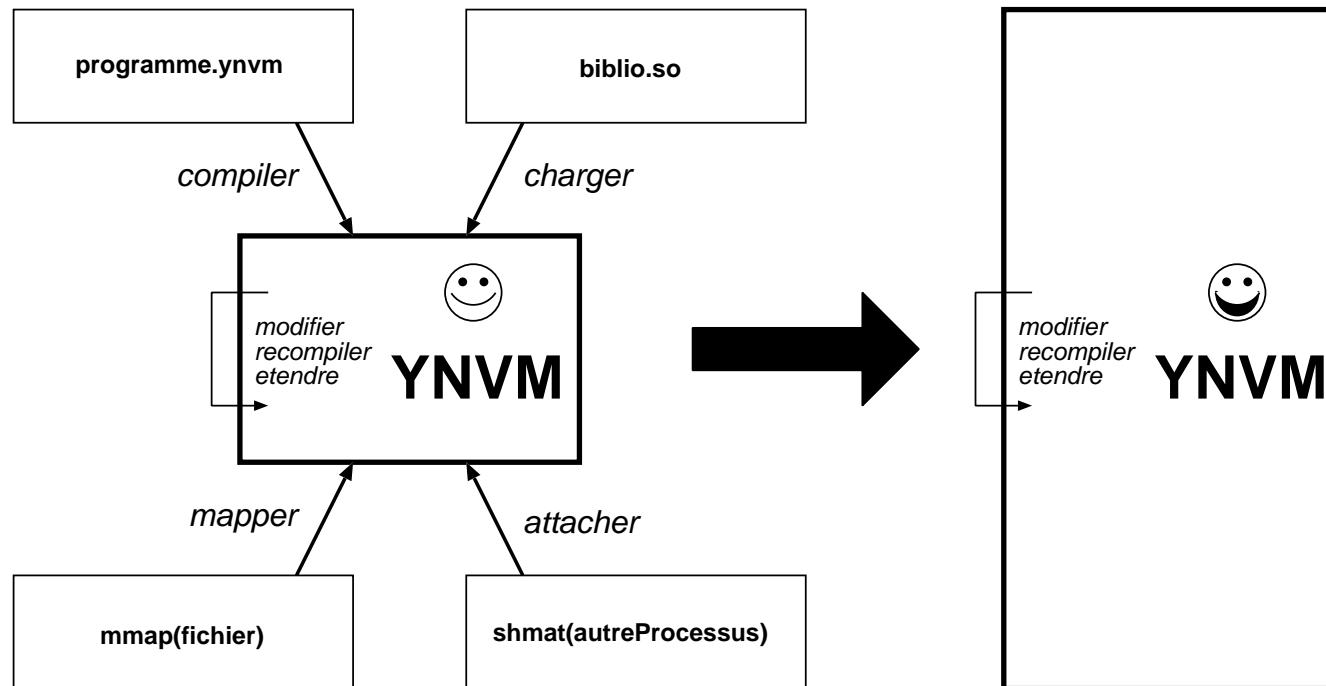 programme.ynvm
biblio.so
compiler
charger
modifier
recompiler
etendre
YNVM
modifier
recompiler
etendre
YNVM
mapper
attacher
mmap(fichier)
shmat(autreProcessus)